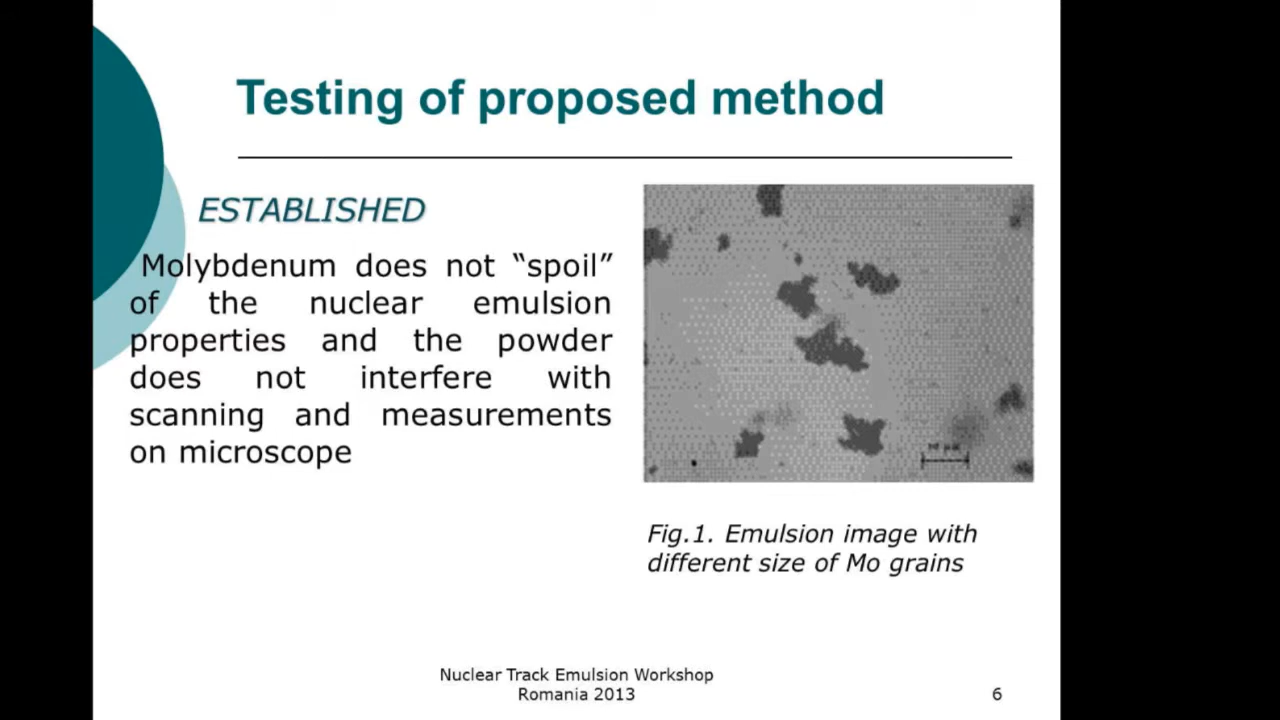 Testing of proposed method
ESTABLISHED
Molybdenum does not “spoil”
of the nuclear emulsion
properties and the powder
does not interfere with
scanning and measurements
on microscope
Fig.1. Emulsion image with
different size of Mo grains
Nuclear Track Emulsion Workshop
Romania 2013
6